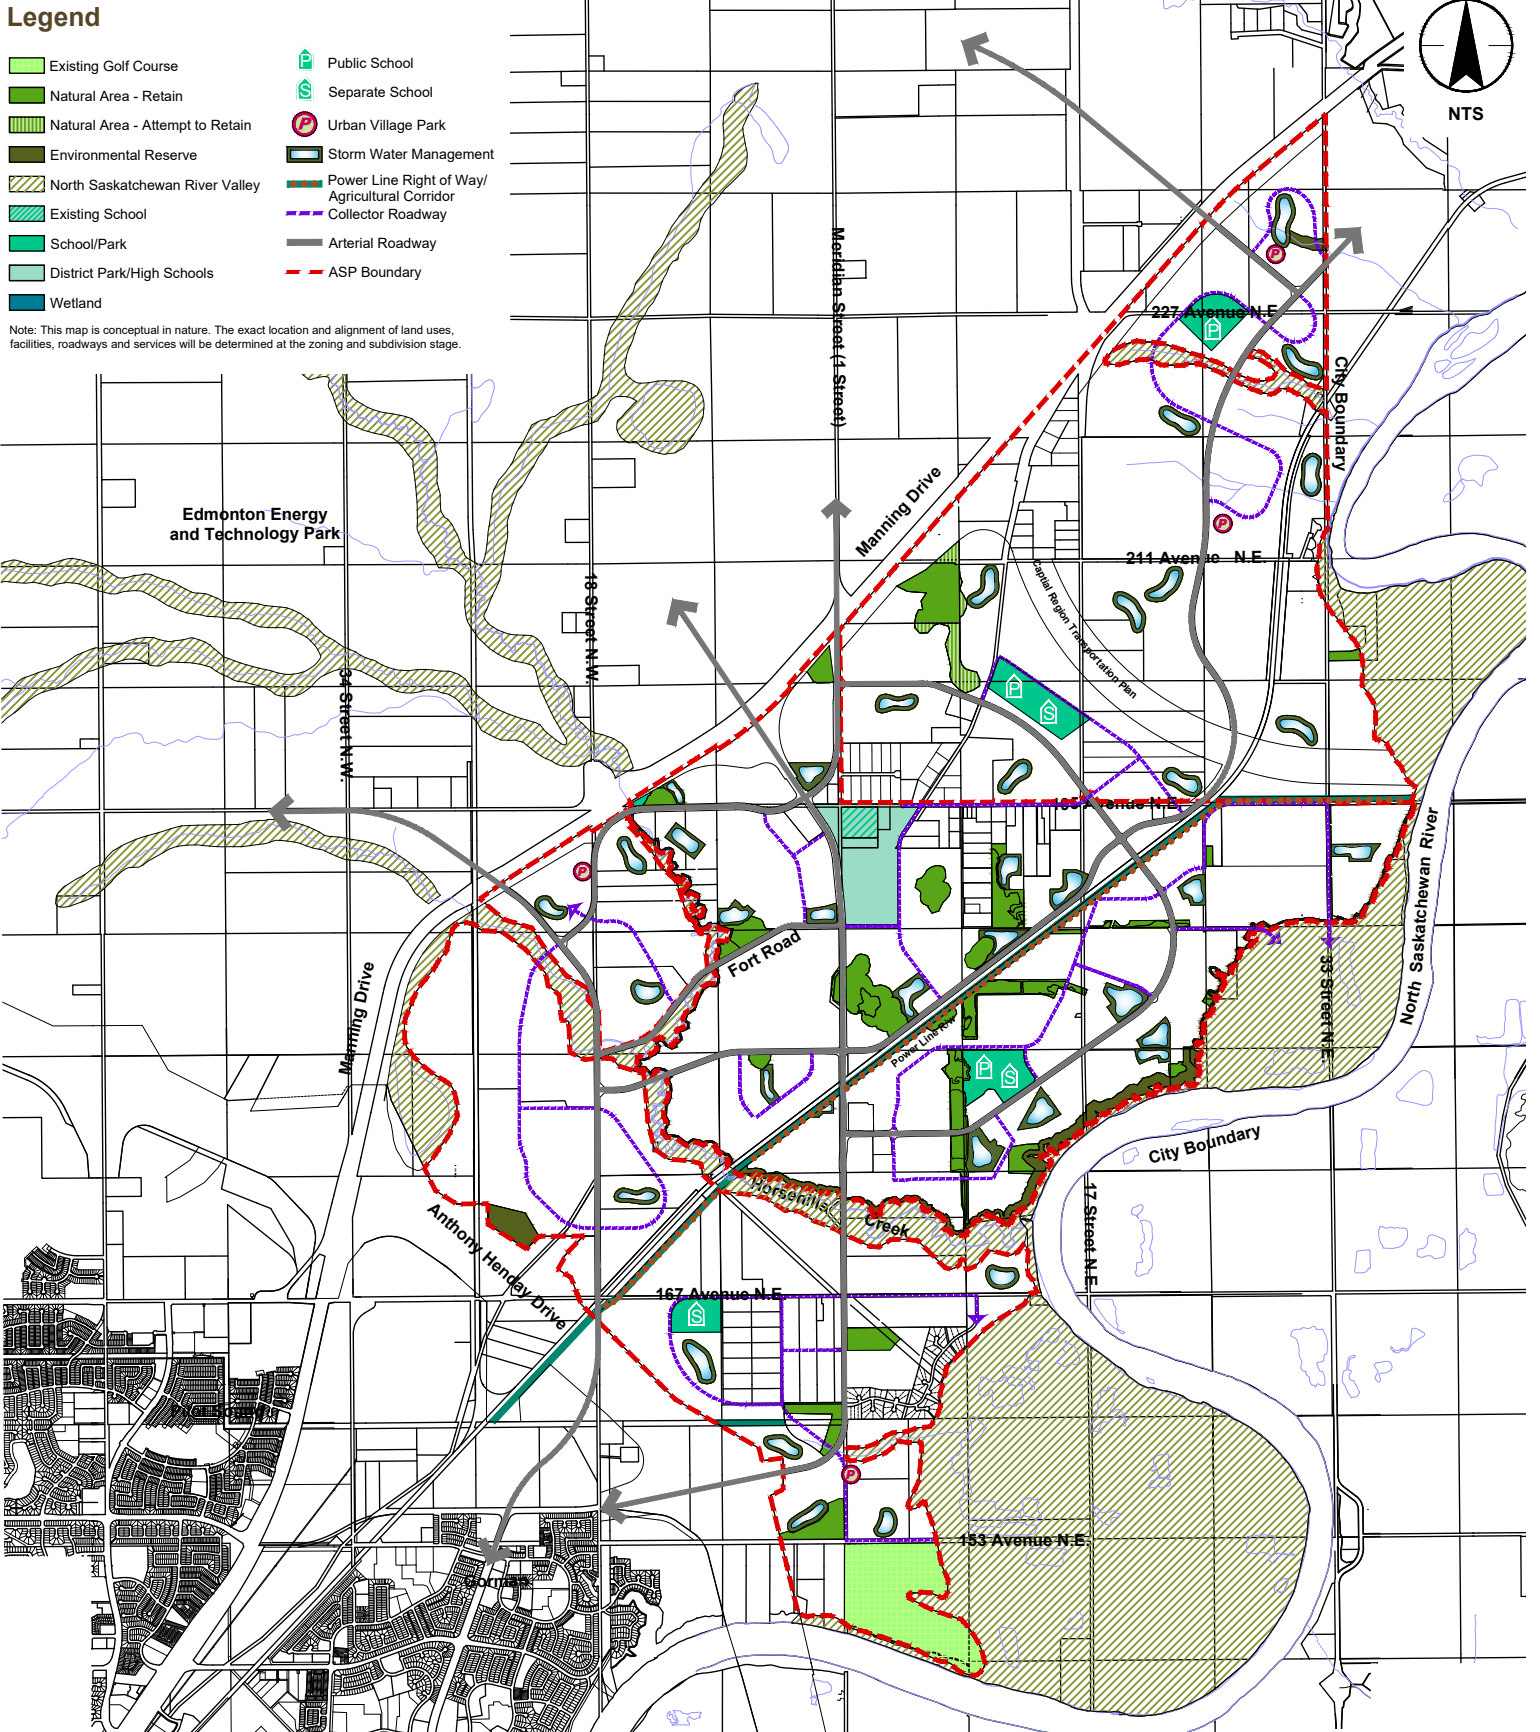 Legend
Existing Golf Course
Natural Area - Retain
Natural Area - Attempt to Retain
Environmental Reserve
North Saskatchewan River Valley
Existing School
School/Park
District Park/High Schools
Wetland
P Public School
S Separate School
P Urban Village Park
Storm Water Management
Power Line Right of Way/
Agricultural Corridor
Collector Roadway
Arterial Roadway
ASP Boundary
Note: This map is conceptual in nature. The exact location and alignment of land uses,
facilities, roadways and services will be determined at the zoning and subdivision stage.
NTS
Meridian Street (1 Street)
P
227 Avenue N.E.
P
City Boundary
Manning Drive
Edmonton Energy
and Technology Park
P
211 Avenue N.E.
Captial Region Transportation Plan
18 Street N.W.
34 Street N.W.
P
S
195 Avenue N.E.
North Saskatchewan River
P
Fort Road
Manning Drive
33 Street N.E.
Power Line R/W
P
S
City Boundary
Horsehills
Creek
17 Street N.E.
Anthony Henday Drive
167 Avenue N.E.
S
P
153 Avenue N.E.
Gorman